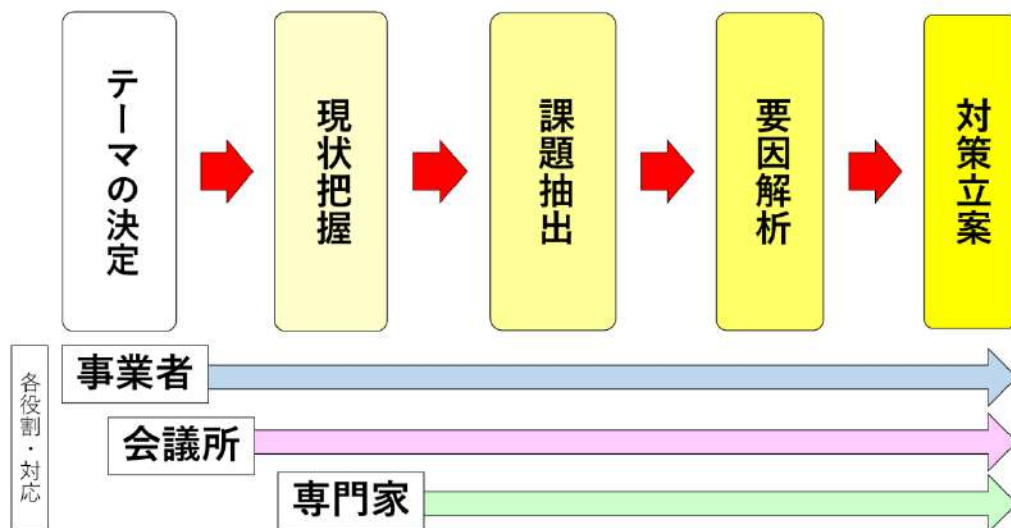 テーマの決定
現状把握
課題抽出
要因解析
対策立案
各役割・対応
事業者
会議所
専門家